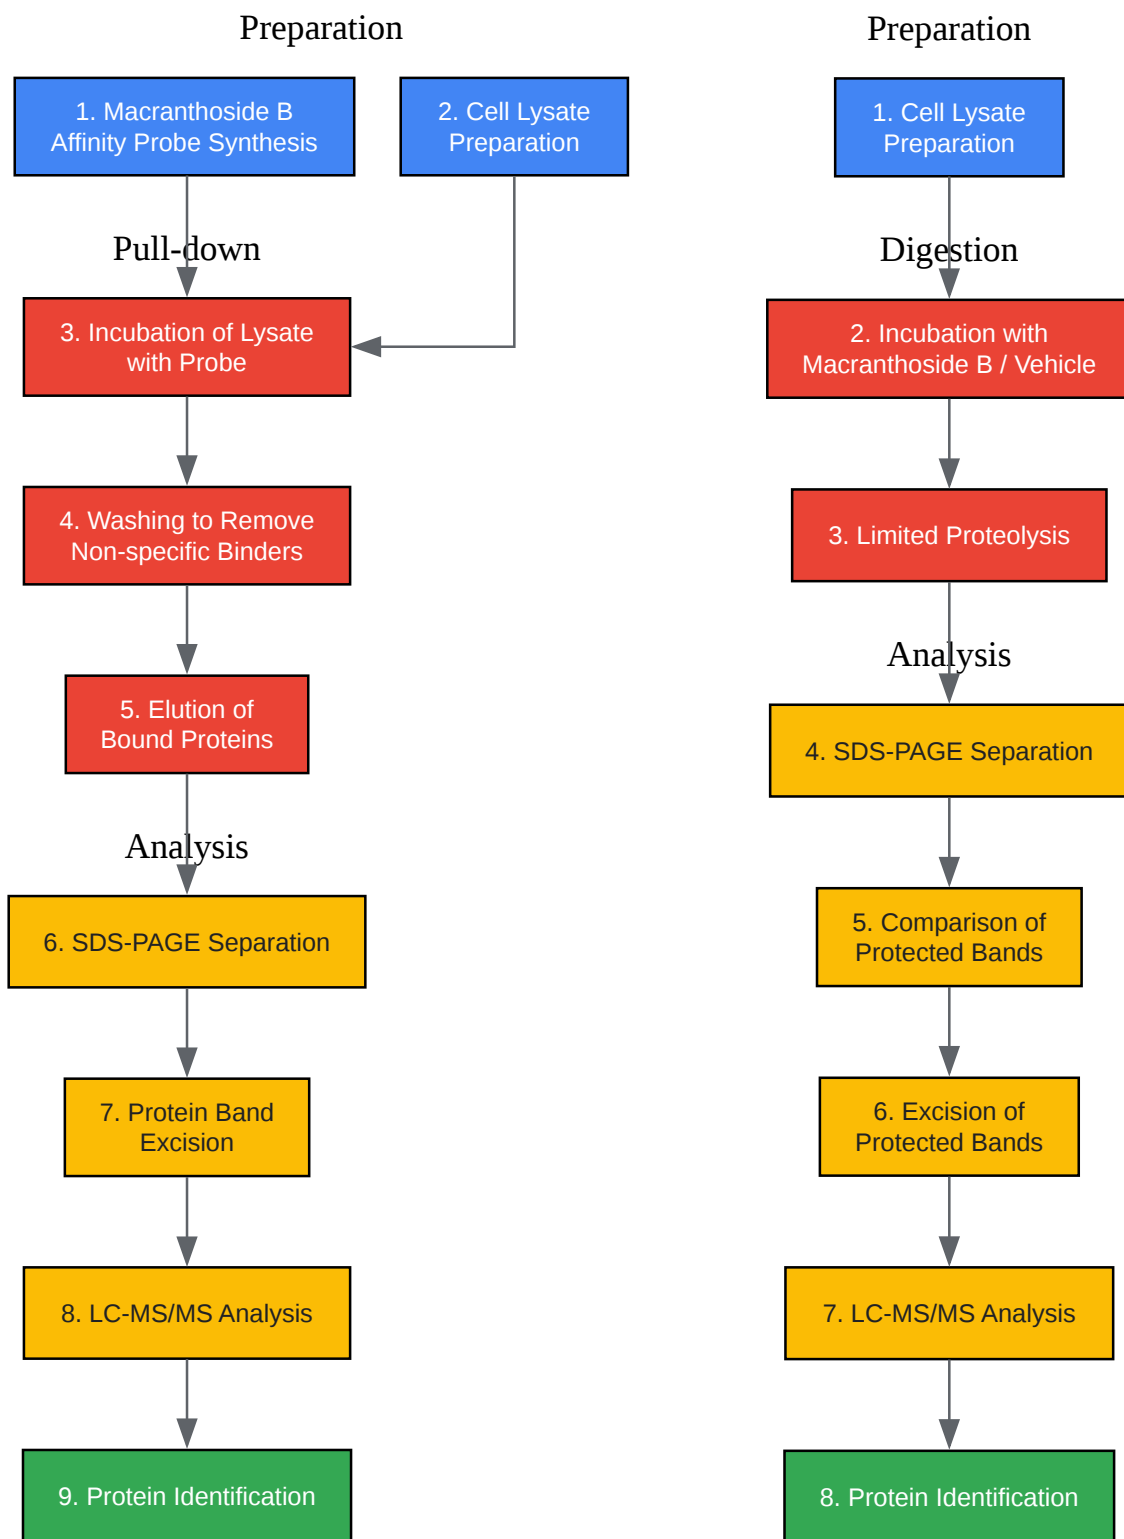 Preparation
1. Macranthoside B
Affinity Probe Synthesis
2. Cell Lysate
Preparation
Pull-down
3. Incubation of Lysate
with Probe
4. Washing to Remove
Non-specific Binders
5. Elution of
Bound Proteins
Analysis
6. SDS-PAGE Separation
7. Protein Band
Excision
8. LC-MS/MS Analysis
9. Protein Identification
Preparation
1. Cell Lysate
Preparation
Digestion
2. Incubation with
Macranthoside B / Vehicle
3. Limited Proteolysis
Analysis
4. SDS-PAGE Separation
5. Comparison of
Protected Bands
6. Excision of
Protected Bands
7. LC-MS/MS Analysis
8. Protein Identification